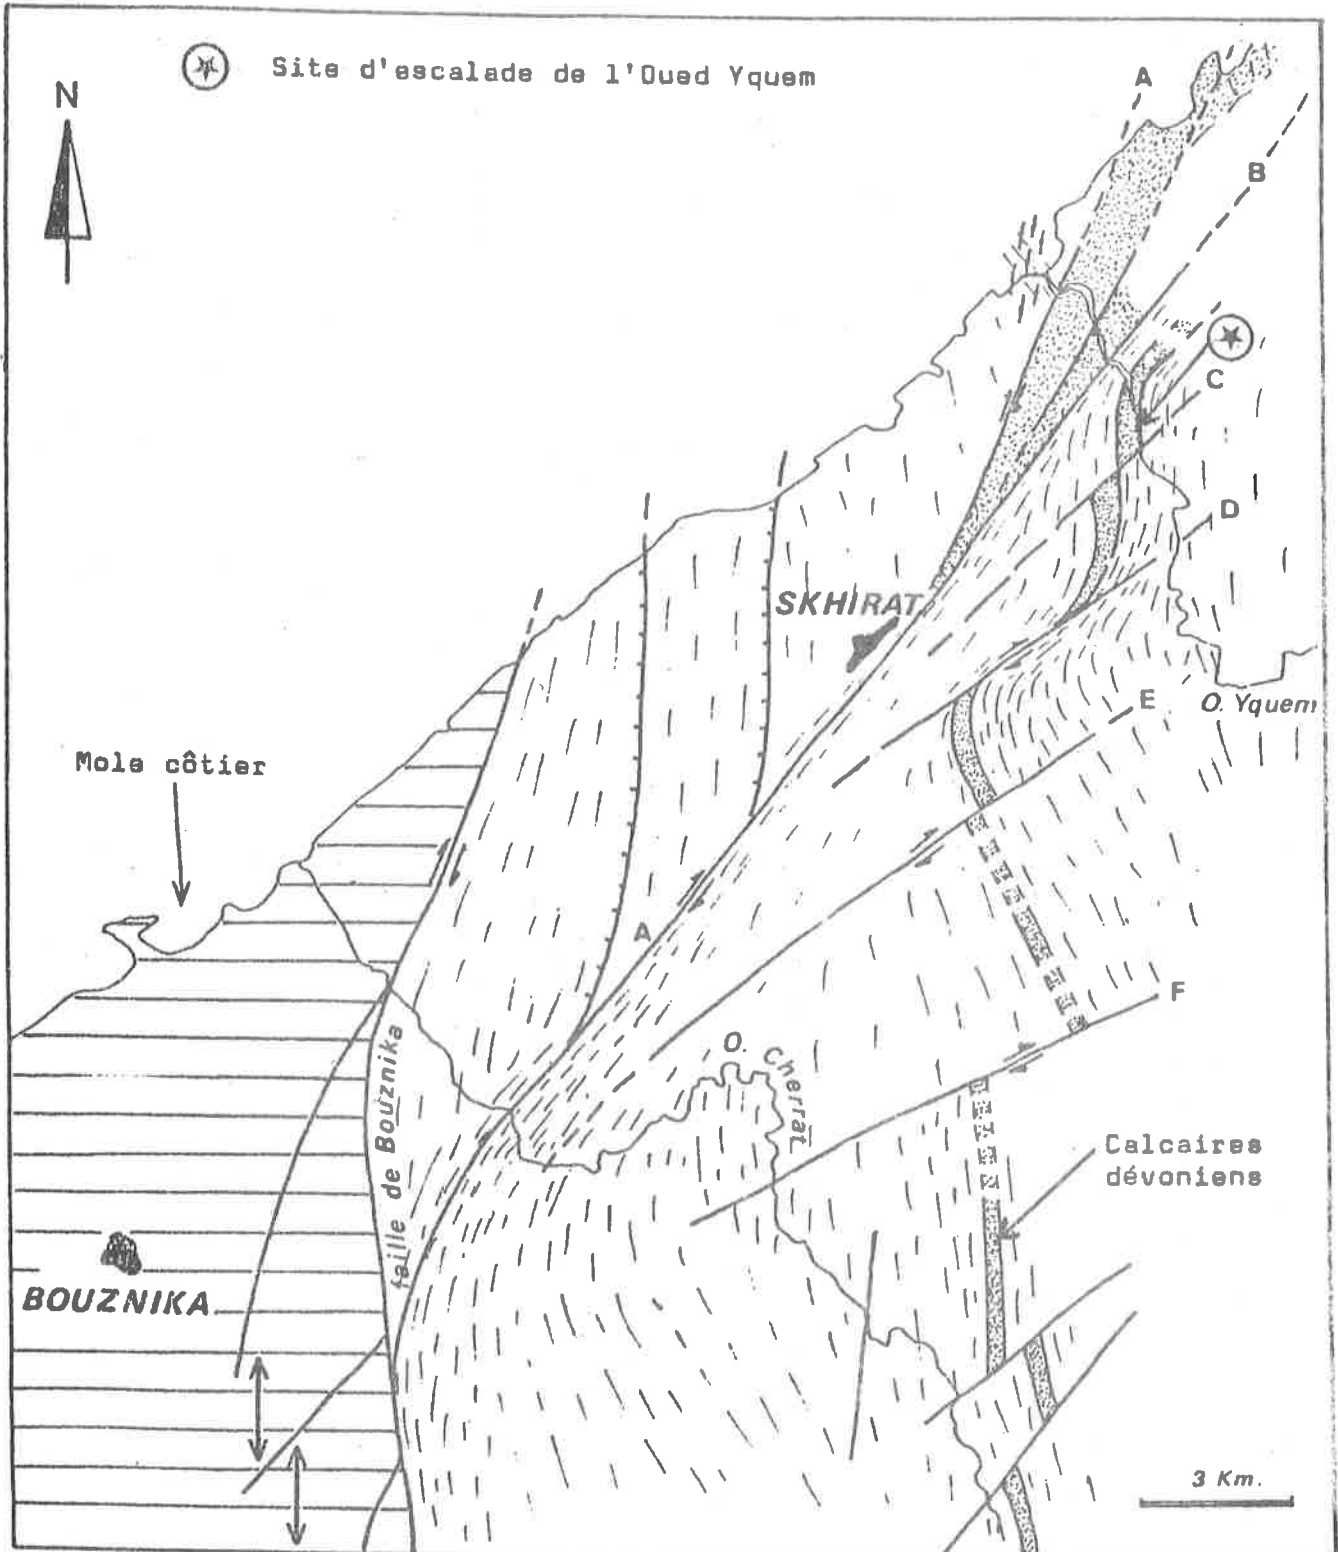 Site d'escalade de l'Oued Yquem
N
A
B
C
D
SKHIRAT
E
O. Yquem
Mole côtier
A
F
O. Cherrat
faille de Bouznika
Calcaires
dévoniens
BOUZNIKA
3 Km.